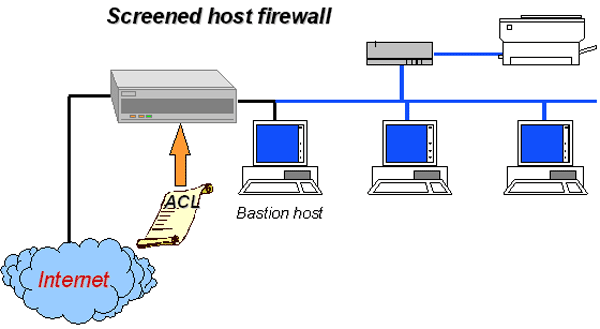 Screened host firewall
ACL
Bastion host
Internet